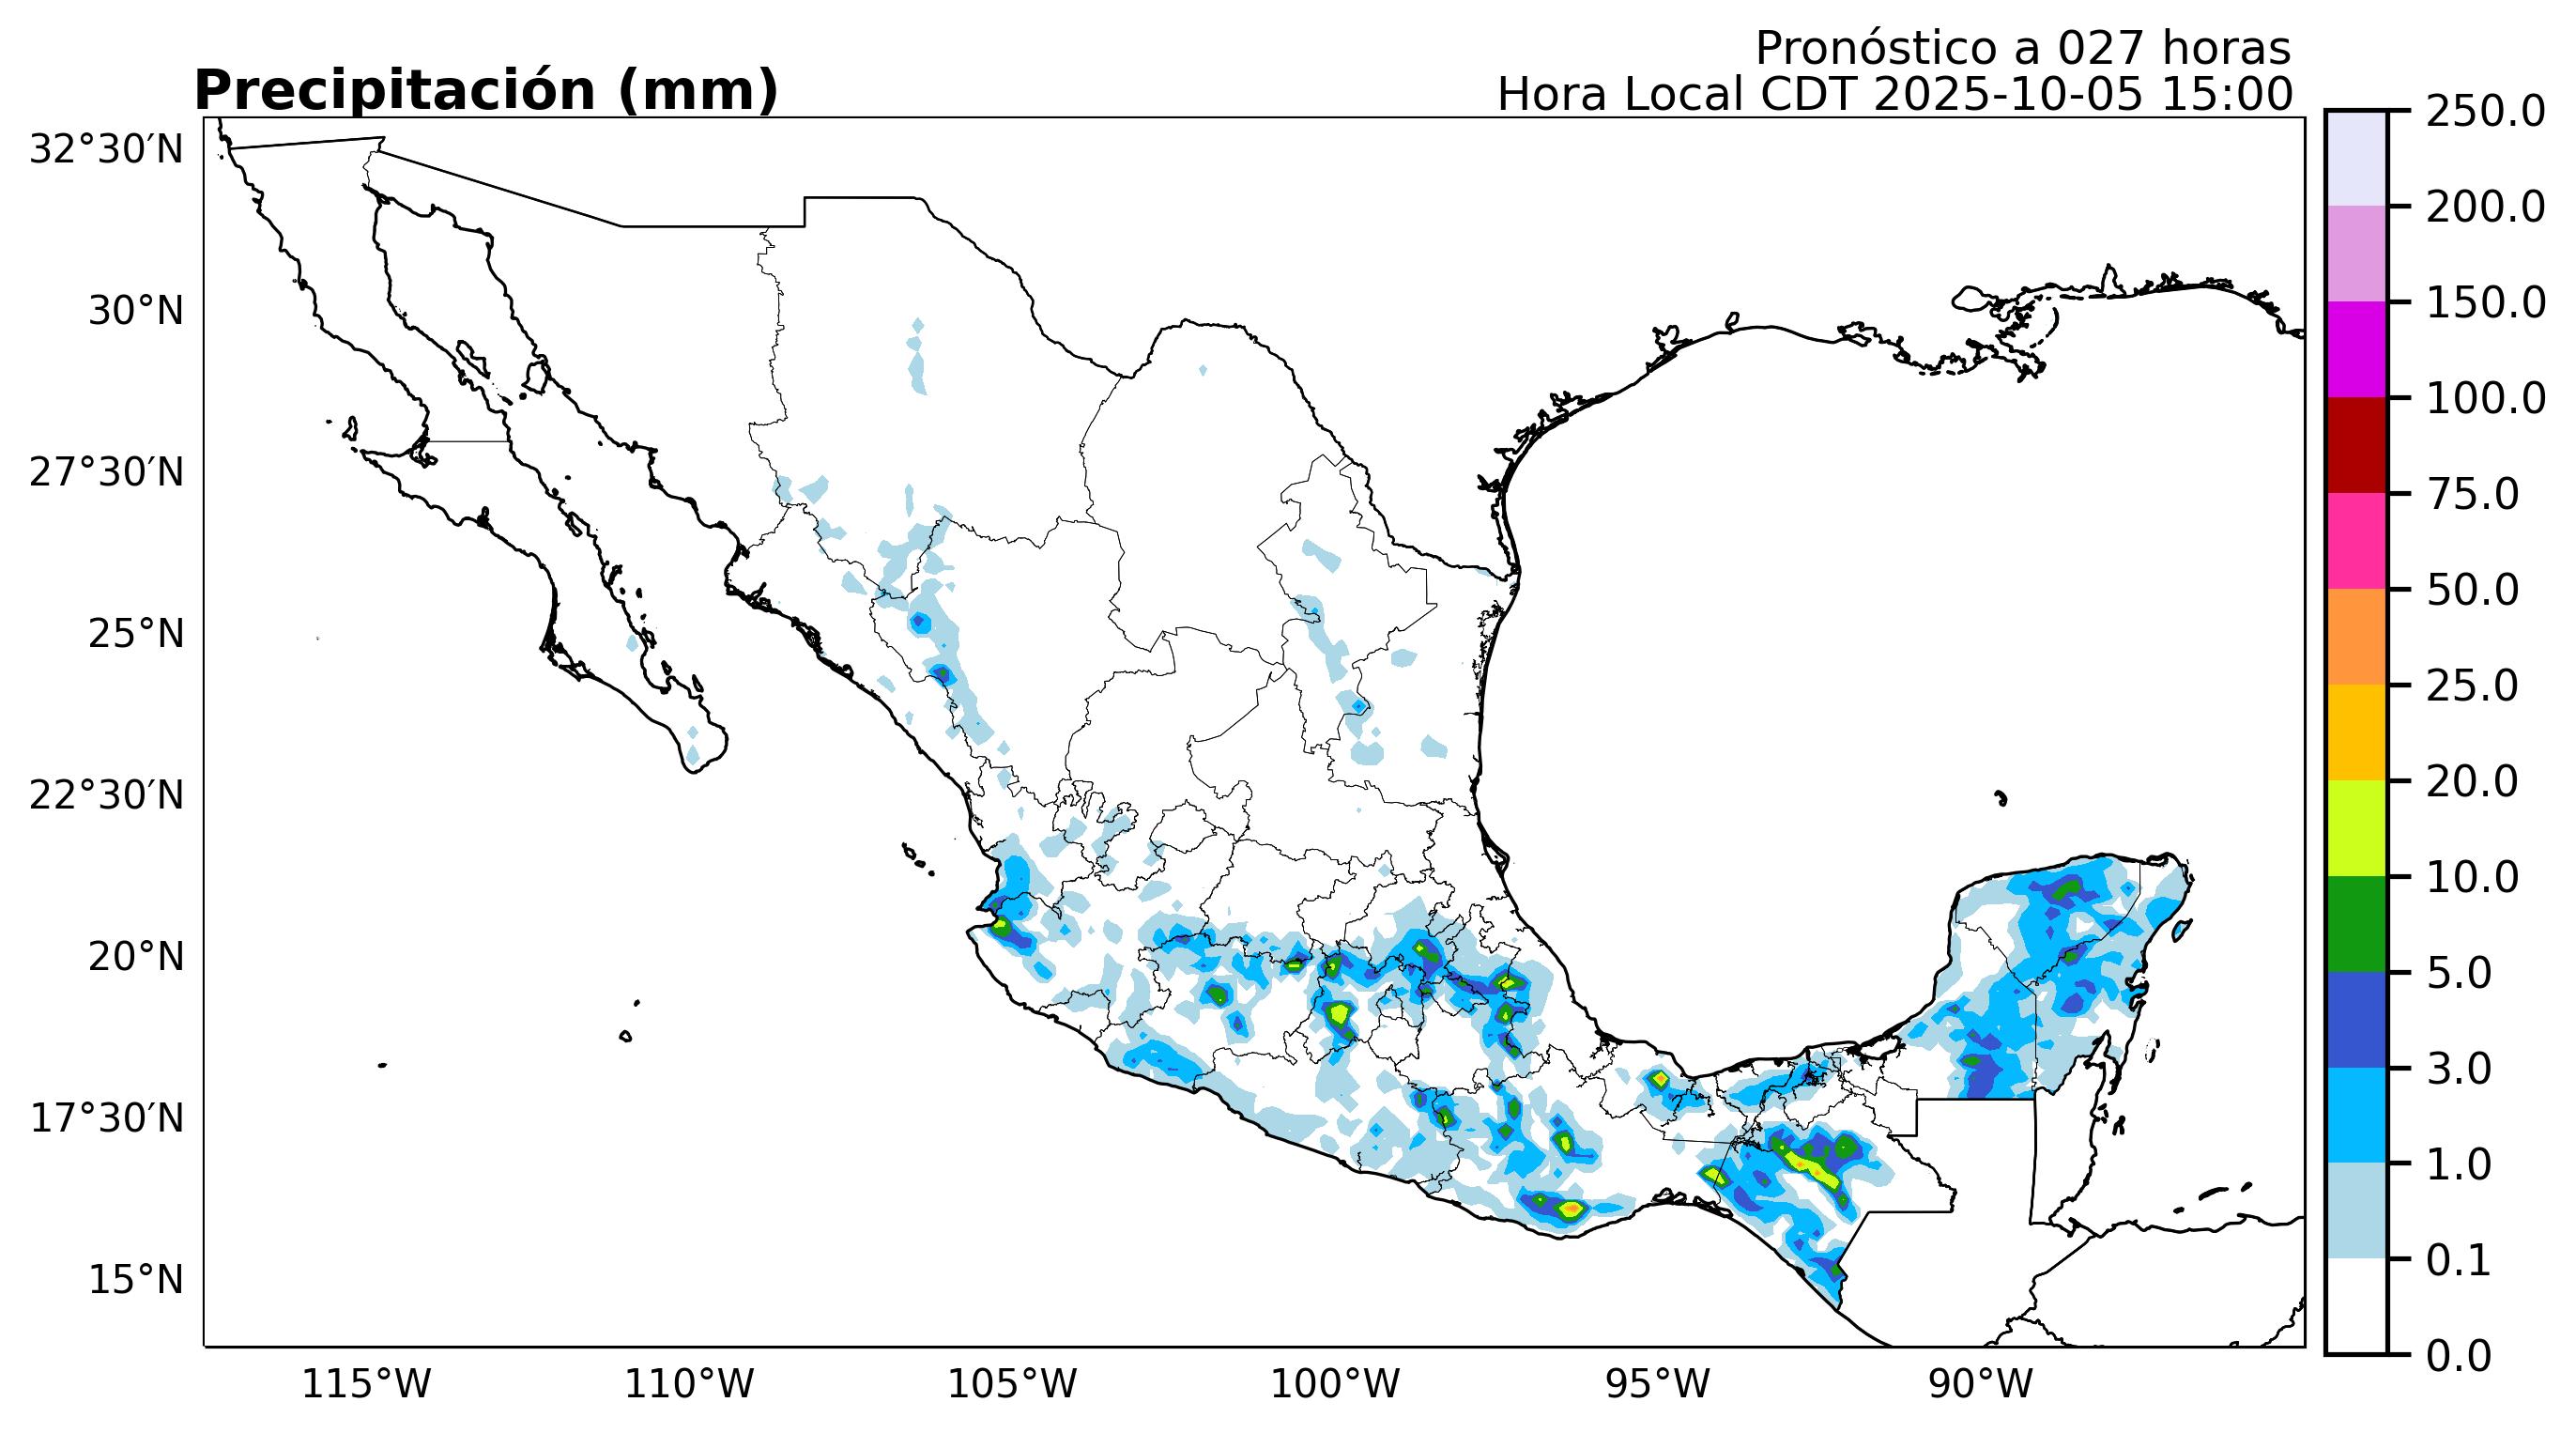 Pronóstico a 027 horas
Precipitación (mm)
Hora Local CDT 2025-10-05 15:00
32°30′N
30°N
27°30′N
25°N
22°30′N
20°N
17°30′N
15°N
115°W
110°W
105°W
100°W
95°W
90°W
250.0
200.0
150.0
100.0
75.0
50.0
25.0
20.0
10.0
5.0
3.0
1.0
0.1
0.0